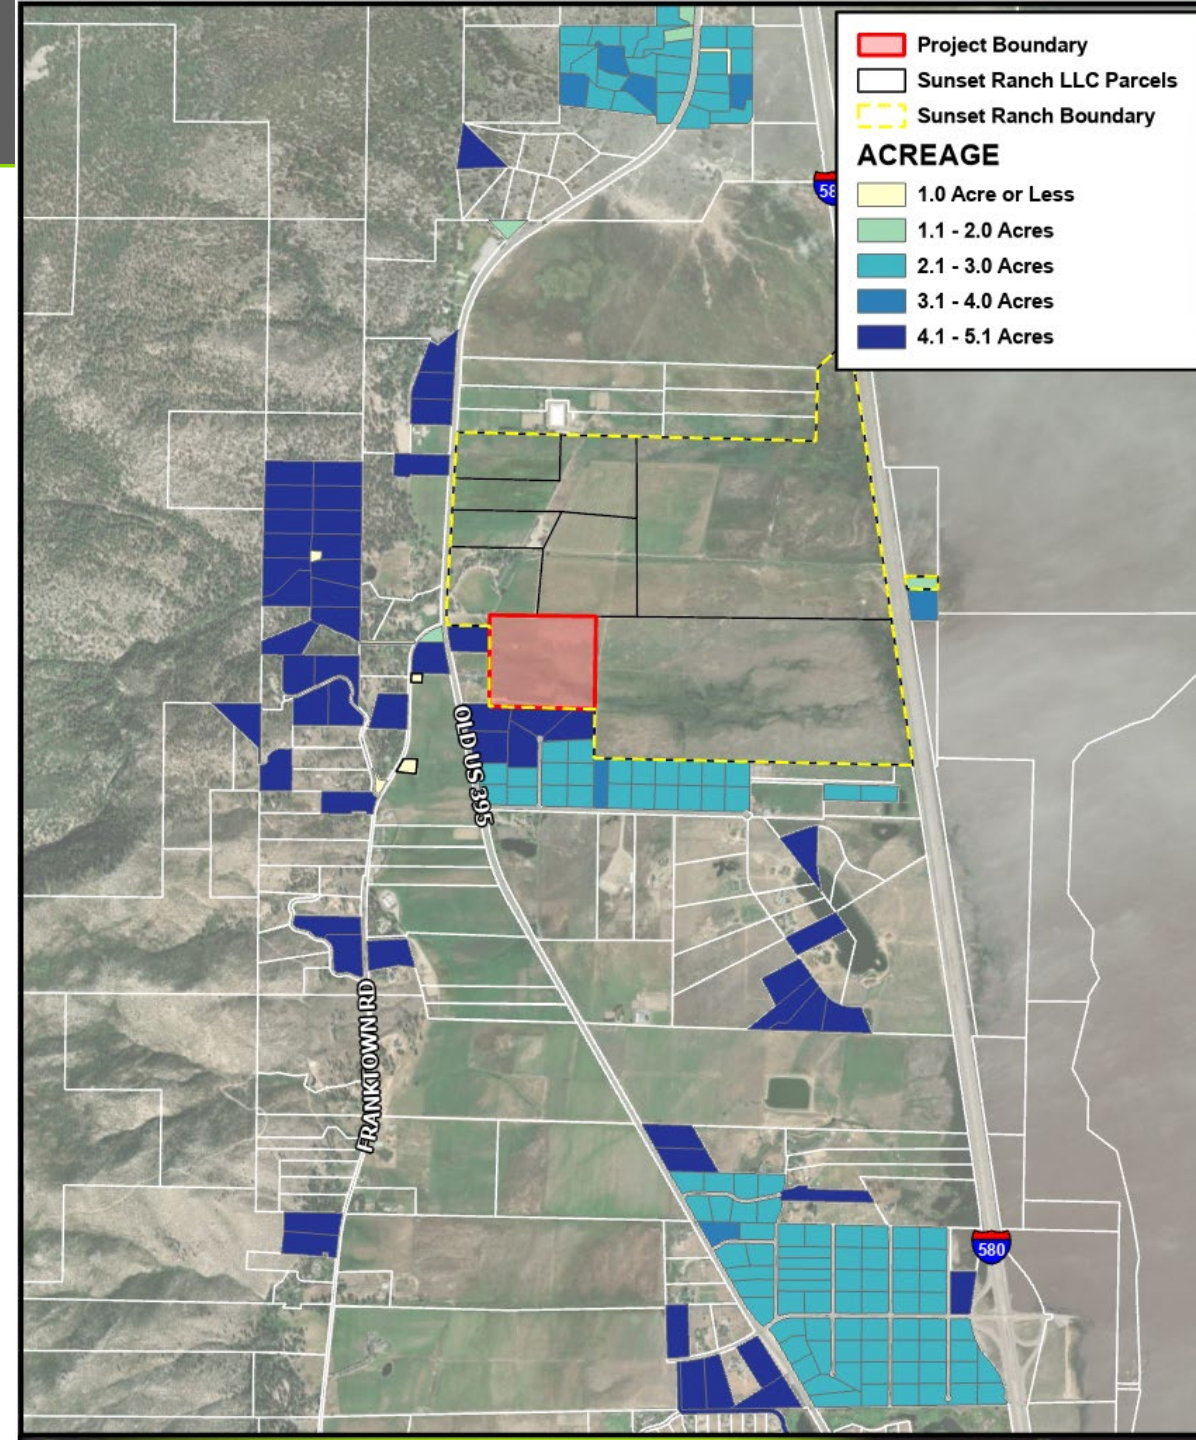 Project Boundary
Sunset Ranch LLC Parcels
Sunset Ranch Boundary
ACREAGE
1.0 Acre or Less
1.1 - 2.0 Acres
2.1 - 3.0 Acres
3.1 - 4.0 Acres
4.1 - 5.1 Acres
58
OLD US 395
FRANKTOWN RD
580